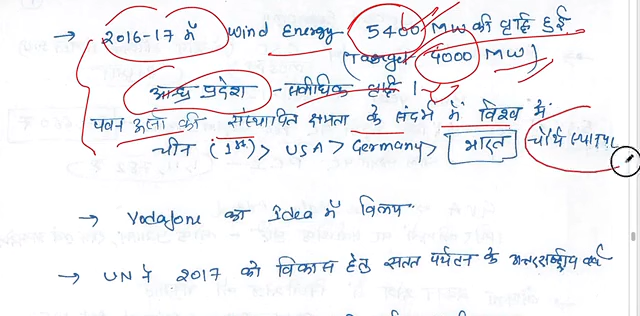 → 2016-17 में Wind Energy 5400 MW की वृद्धि हुई
(Target 4000 MW)
आन्ध्र प्रदेश - सर्वाधिक वृद्धि ।
पवन ऊर्जा की संस्थापित क्षमता के संदर्भ में विश्व में
चीन (1st) > USA > Germany > भारत चौथे स्थान पर
→ Vodafone का Idea में विलय
→ UN ने 2017 को विकास हेतु सतत पर्यटन के अन्तर्राष्ट्रीय वर्ष